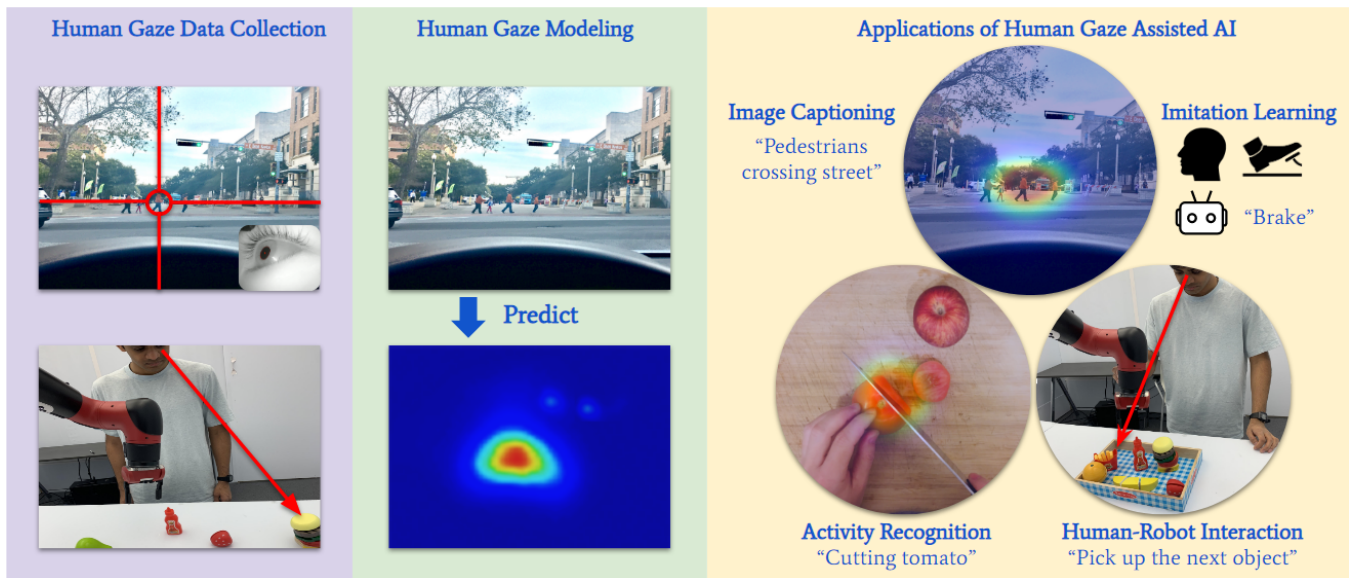 Human Gaze Data Collection
Human Gaze Modeling
Predict
Applications of Human Gaze Assisted AI
Image Captioning
“Pedestrians
crossing street”
Imitation Learning
“Brake”
Activity Recognition
“Cutting tomato”
Human-Robot Interaction
“Pick up the next object”